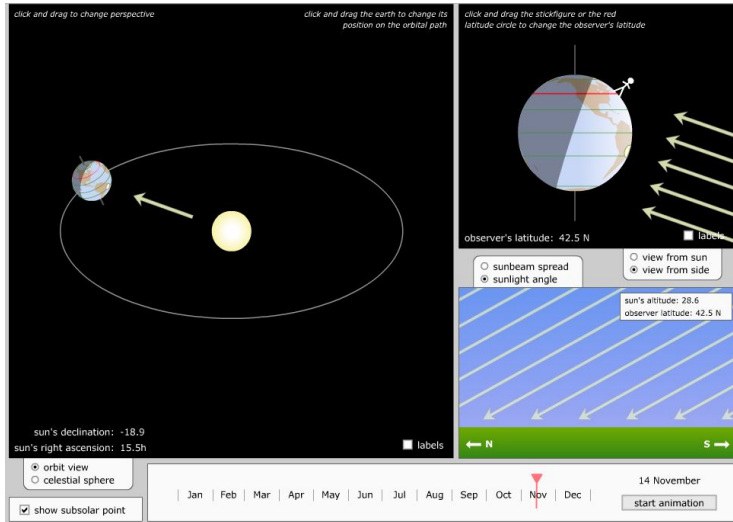 click and drag to change perspective
click and drag the earth to change its
position on the orbital path
sun's declination: -18.9
sun's right ascension: 15.5h
labels
click and drag the stickfigure or the red
latitude circle to change the observer's latitude
observer's latitude: 42.5 N
labels
sunbeam spread
sunlight angle
view from sun
view from side
sun's altitude: 28.6
observer latitude: 42.5 N
N
S
orbit view
celestial sphere
show subsolar point
Jan Feb Mar Apr May Jun Jul Aug Sep Oct Nov Dec
14 November
start animation